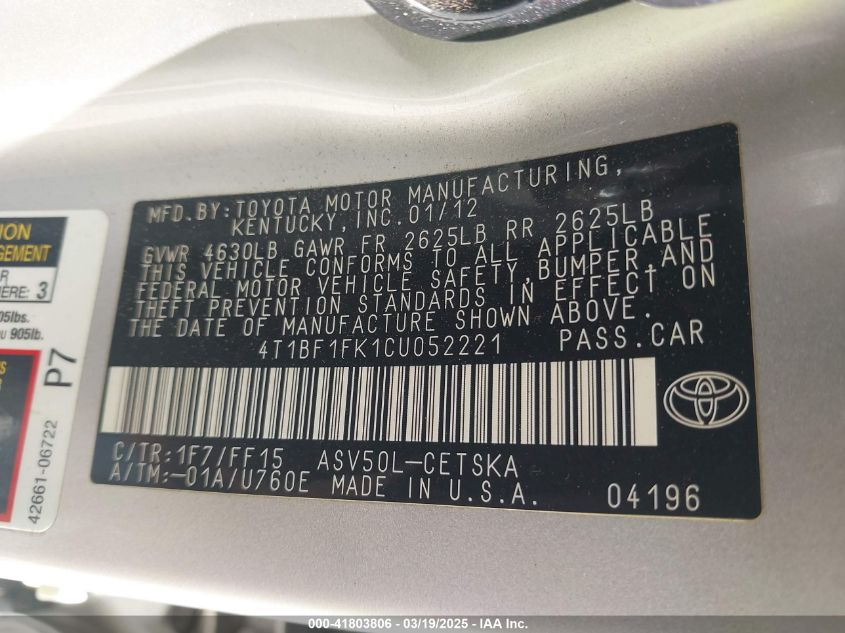 MFD. BY: TOYOTA MOTOR MANUFACTURING,
KENTUCKY, INC. 01/12
GVWR 4630LB GAWR FR 2625LB RR 2625LB
THIS VEHICLE CONFORMS TO ALL APPLICABLE
FEDERAL MOTOR VEHICLE SAFETY, BUMPER, AND
THEFT PREVENTION STANDARDS IN EFFECT ON
THE DATE OF MANUFACTURE SHOWN ABOVE.
4T1BF1FK1CU052221 PASS. CAR
C/TR: 1F7/FF15 ASV50L-CETSKA
A/TM: -01A/U760E MADE IN U.S.A. 04196
3
905lb.
P7
42661-06722
000-41803806 - 03/19/2025 - IAA Inc.